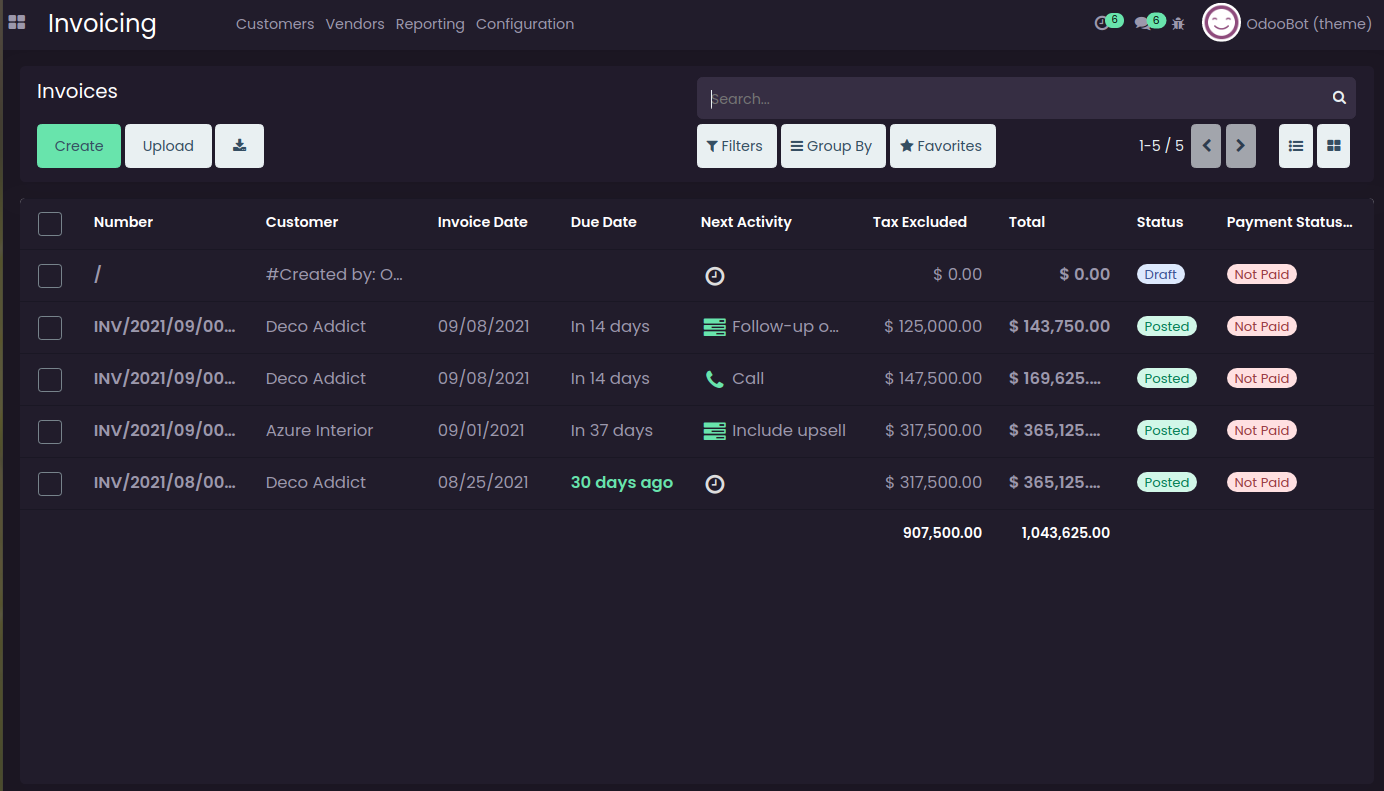 Invoicing Customers Vendors Reporting Configuration 6 6 OdooBot (theme)
Invoices
Search...
Create Upload Filters Group By Favorites 1-5 / 5
Number Customer Invoice Date Due Date Next Activity Tax Excluded Total Status Payment Status...
/ #Created by: O... $ 0.00 $ 0.00 Draft Not Paid
INV/2021/09/00... Deco Addict 09/08/2021 In 14 days Follow-up o... $ 125,000.00 $ 143,750.00 Posted Not Paid
INV/2021/09/00... Deco Addict 09/08/2021 In 14 days Call $ 147,500.00 $ 169,625.... Posted Not Paid
INV/2021/09/00... Azure Interior 09/01/2021 In 37 days Include upsell $ 317,500.00 $ 365,125.... Posted Not Paid
INV/2021/08/00... Deco Addict 08/25/2021 30 days ago $ 317,500.00 $ 365,125.... Posted Not Paid
907,500.00 1,043,625.00